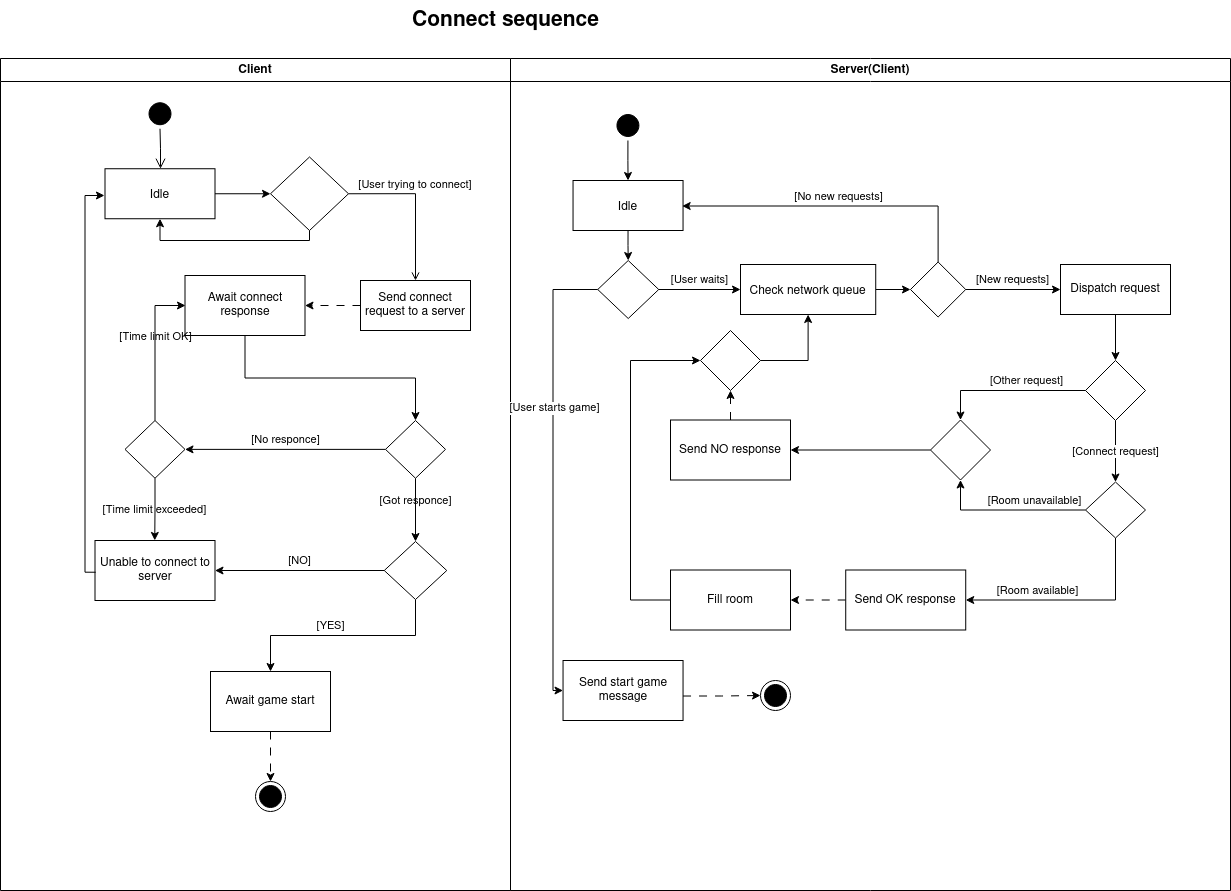 Connect sequence
Client
Server(Client)
Idle
[User trying to connect]
Await connect
response
Send connect
request to a server
[Time limit OK]
[No responce]
[Got responce]
[Time limit exceeded]
Unable to connect to
server
[NO]
[YES]
Await game start
Idle
[No new requests]
[User waits]
Check network queue
[New requests]
Dispatch request
[User starts game]
[Other request]
Send NO response
[Connect request]
[Room unavailable]
Fill room
Send OK response
[Room available]
Send start game
message